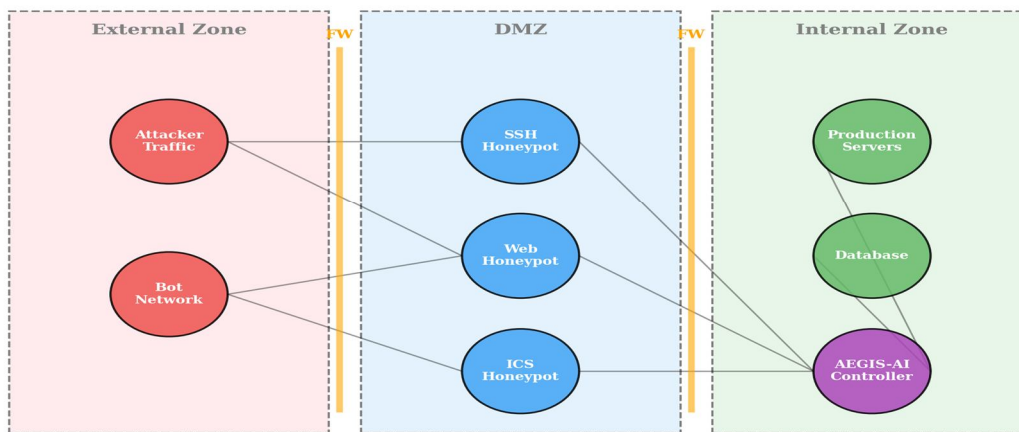 External Zone
FW
DMZ
FW
Internal Zone
Attacker
Traffic
SSH
Honeypot
Production
Servers
Web
Honeypot
Database
Bot
Network
ICS
Honeypot
AEGIS-AI
Controller